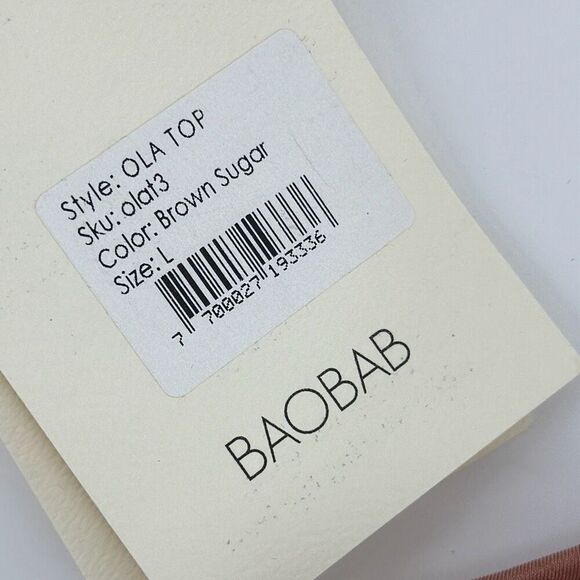 Style: OLA TOP
Sku: olat3
Color: Brown Sugar
Size: L
7 700027 193336
BAOBAB